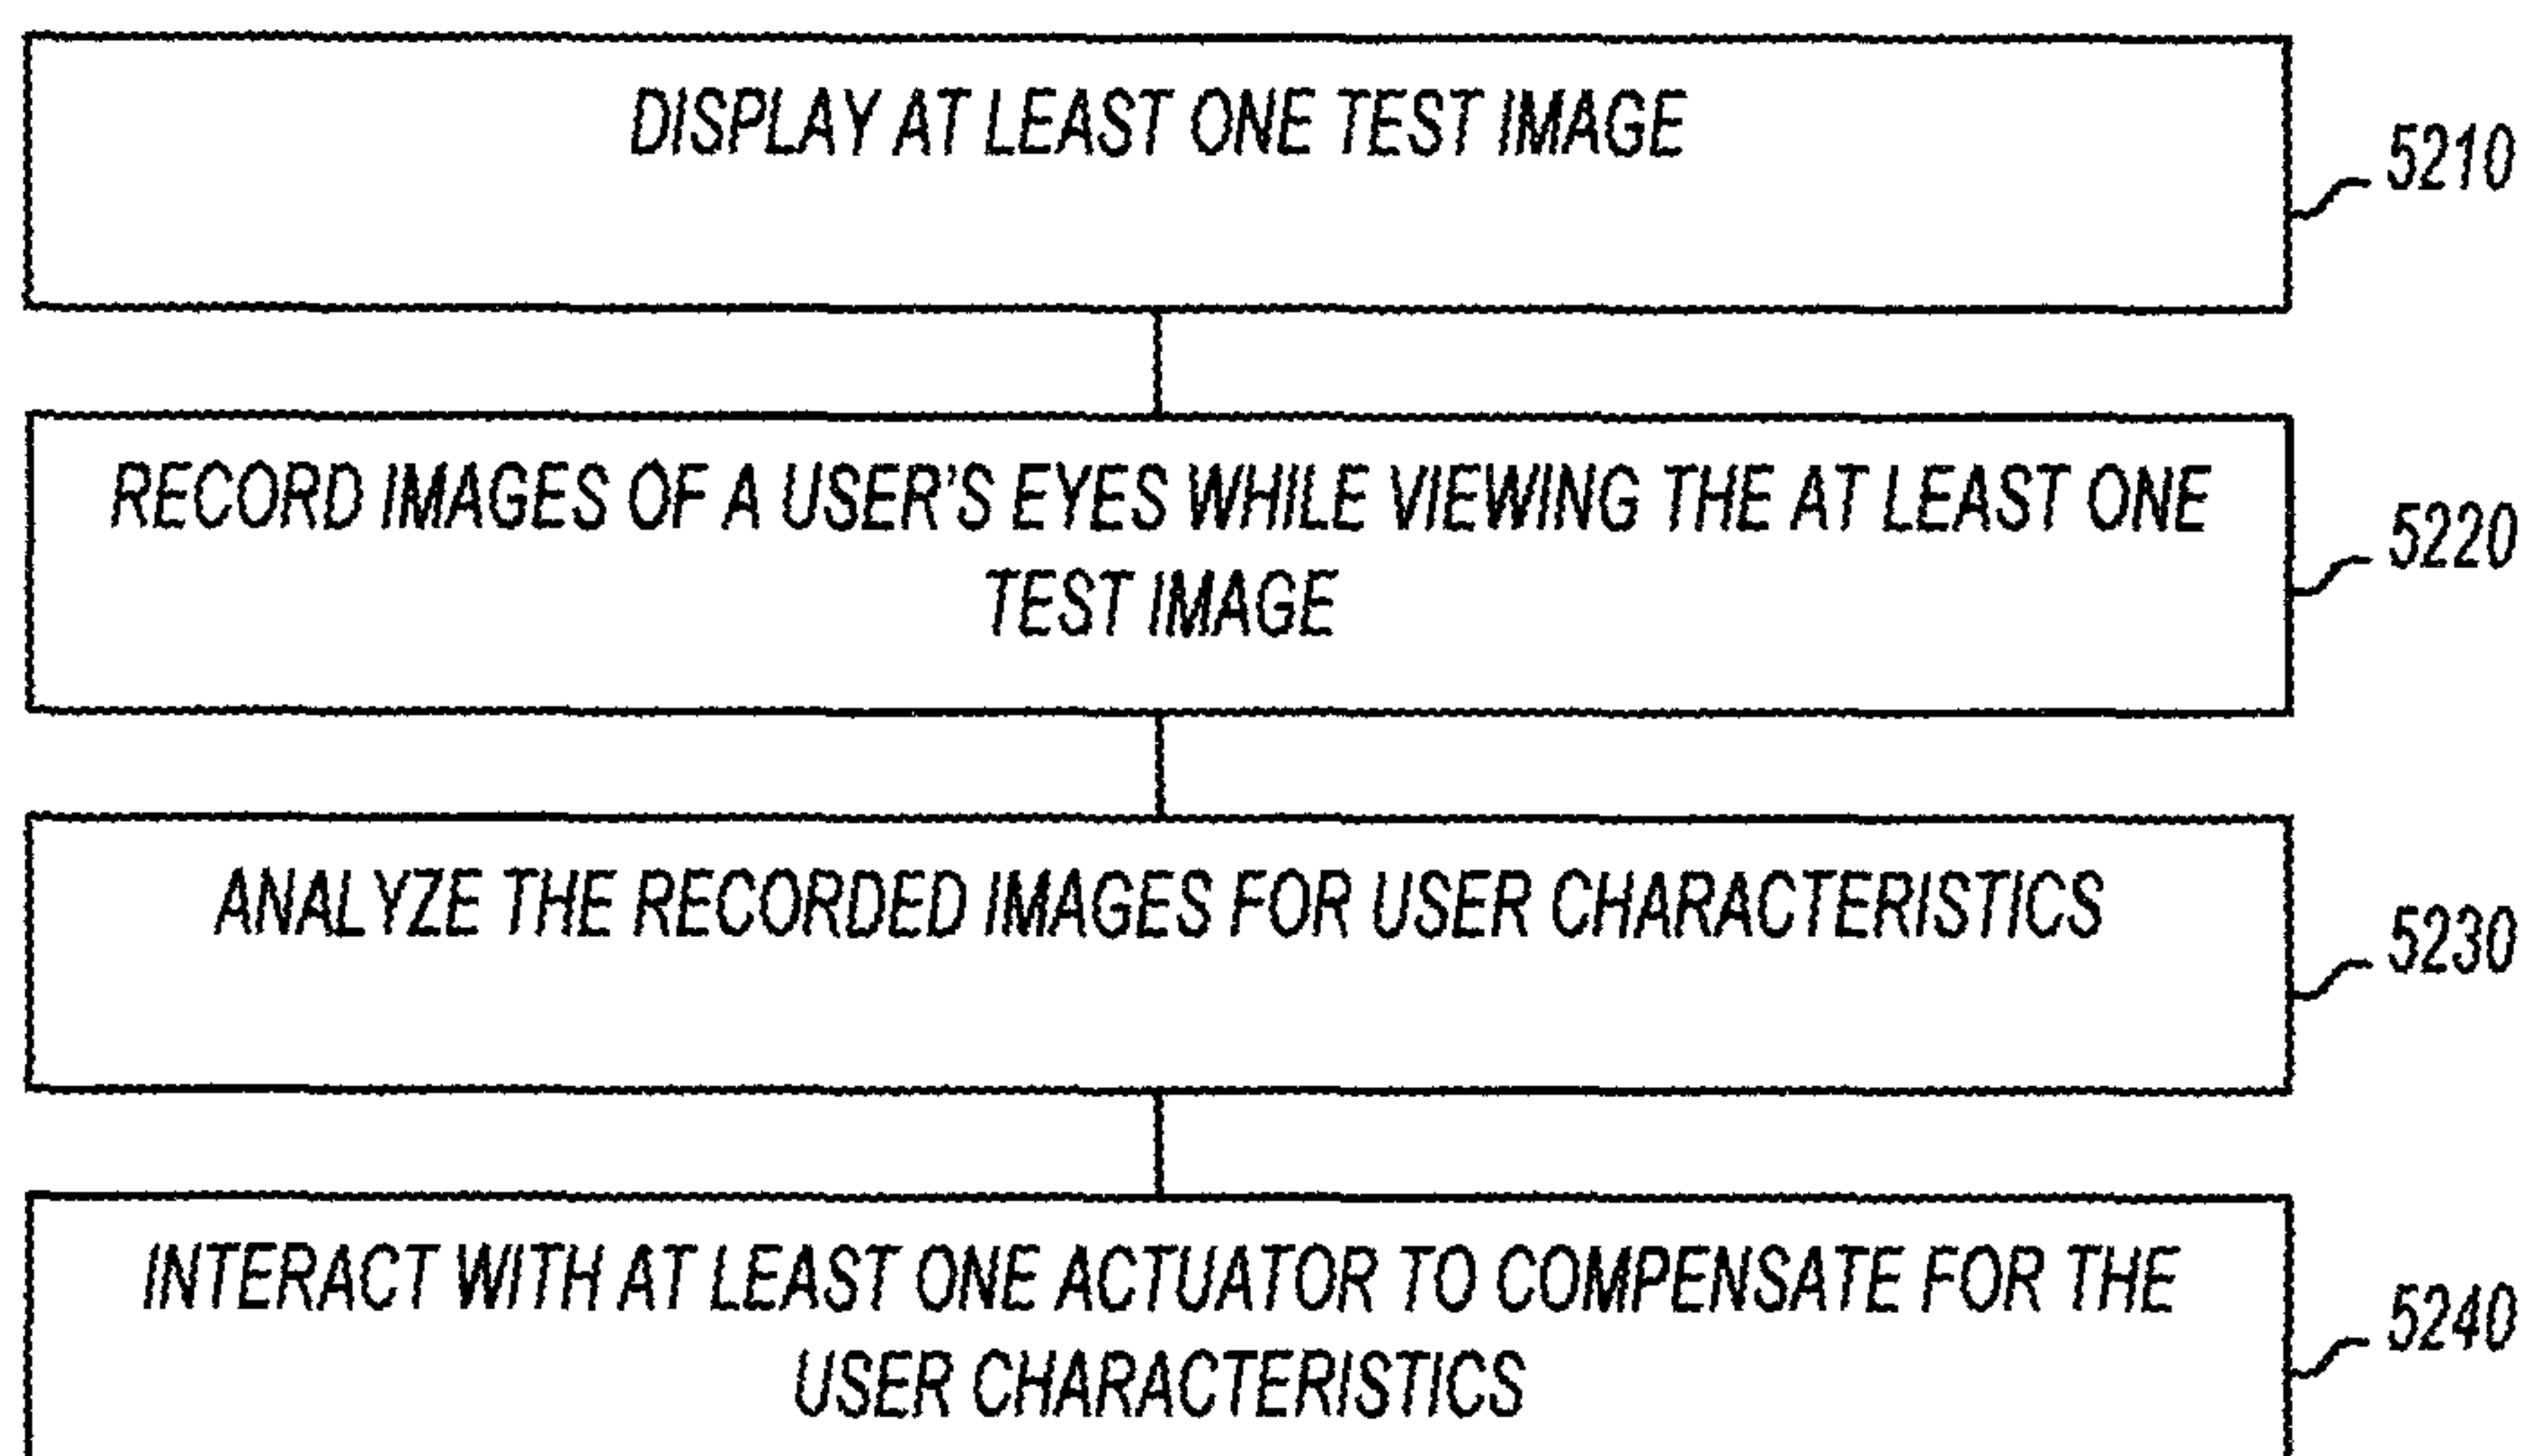 DISPLAY AT LEAST ONE TEST IMAGE
5210
RECORD IMAGES OF A USER'S EYES WHILE VIEWING THE AT LEAST ONE
TEST IMAGE
5220
ANALYZE THE RECORDED IMAGES FOR USER CHARACTERISTICS
5230
INTERACT WITH AT LEAST ONE ACTUATOR TO COMPENSATE FOR THE
USER CHARACTERISTICS
5240